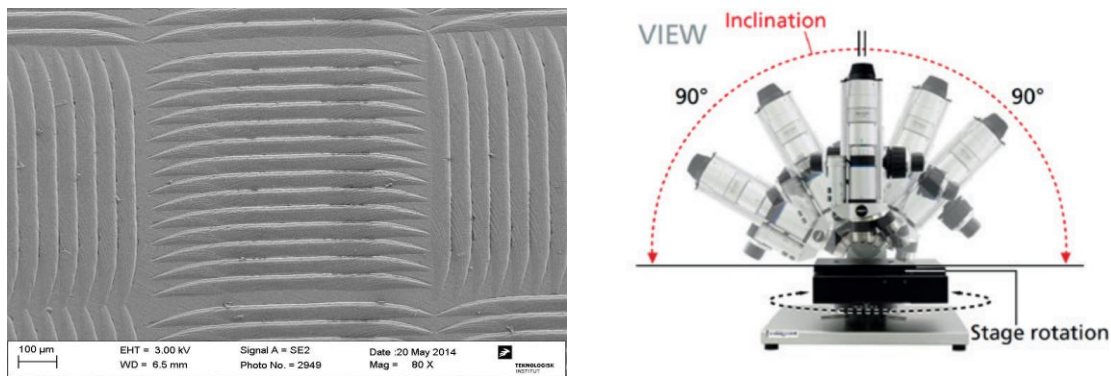 100 µm
EHT = 3.00 kV
WD = 6.5 mm
Signal A = SE2
Photo No. = 2949
Date :20 May 2014
Mag = 80 X
TEKNOLOGISK
INSTITUT
VIEW
Inclination
90°
90°
Stage rotation